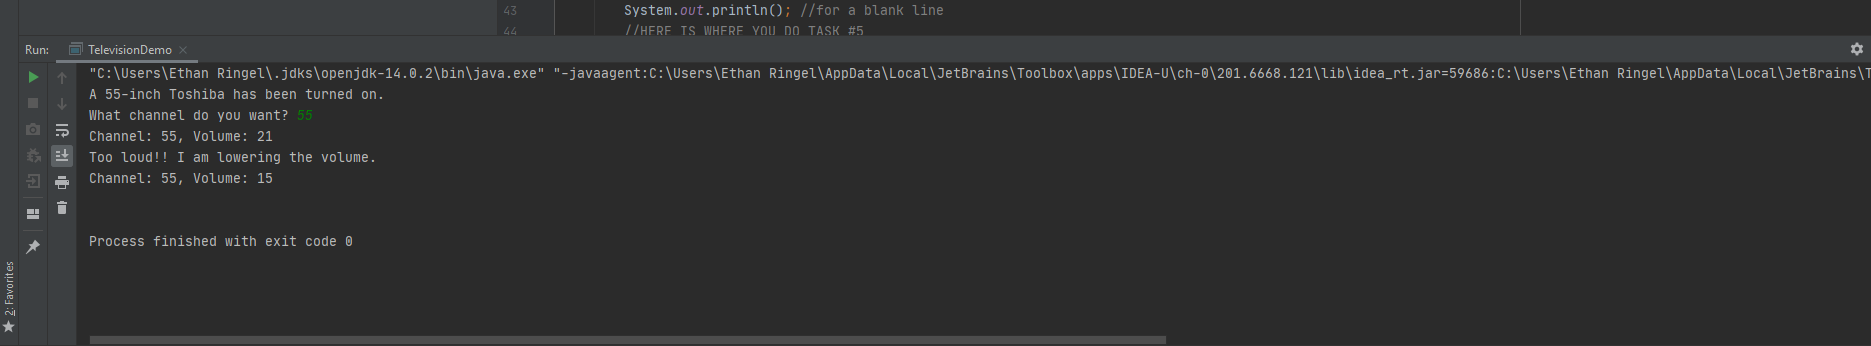 43 System.out.println(); //for a blank line
44 //HERE IS WHERE YOU DO TASK #5
Run: TelevisionDemo
"C:\Users\Ethan Ringel\.jdks\openjdk-14.0.2\bin\java.exe" "-javaagent:C:\Users\Ethan Ringel\AppData\Local\JetBrains\Toolbox\apps\IDEA-U\ch-0\201.6668.121\lib\idea_rt.jar=59686:C:\Users\Ethan Ringel\AppData\Local\JetBrains\T
A 55-inch Toshiba has been turned on.
What channel do you want? 55
Channel: 55, Volume: 21
Too loud!! I am lowering the volume.
Channel: 55, Volume: 15
Process finished with exit code 0
2: Favorites